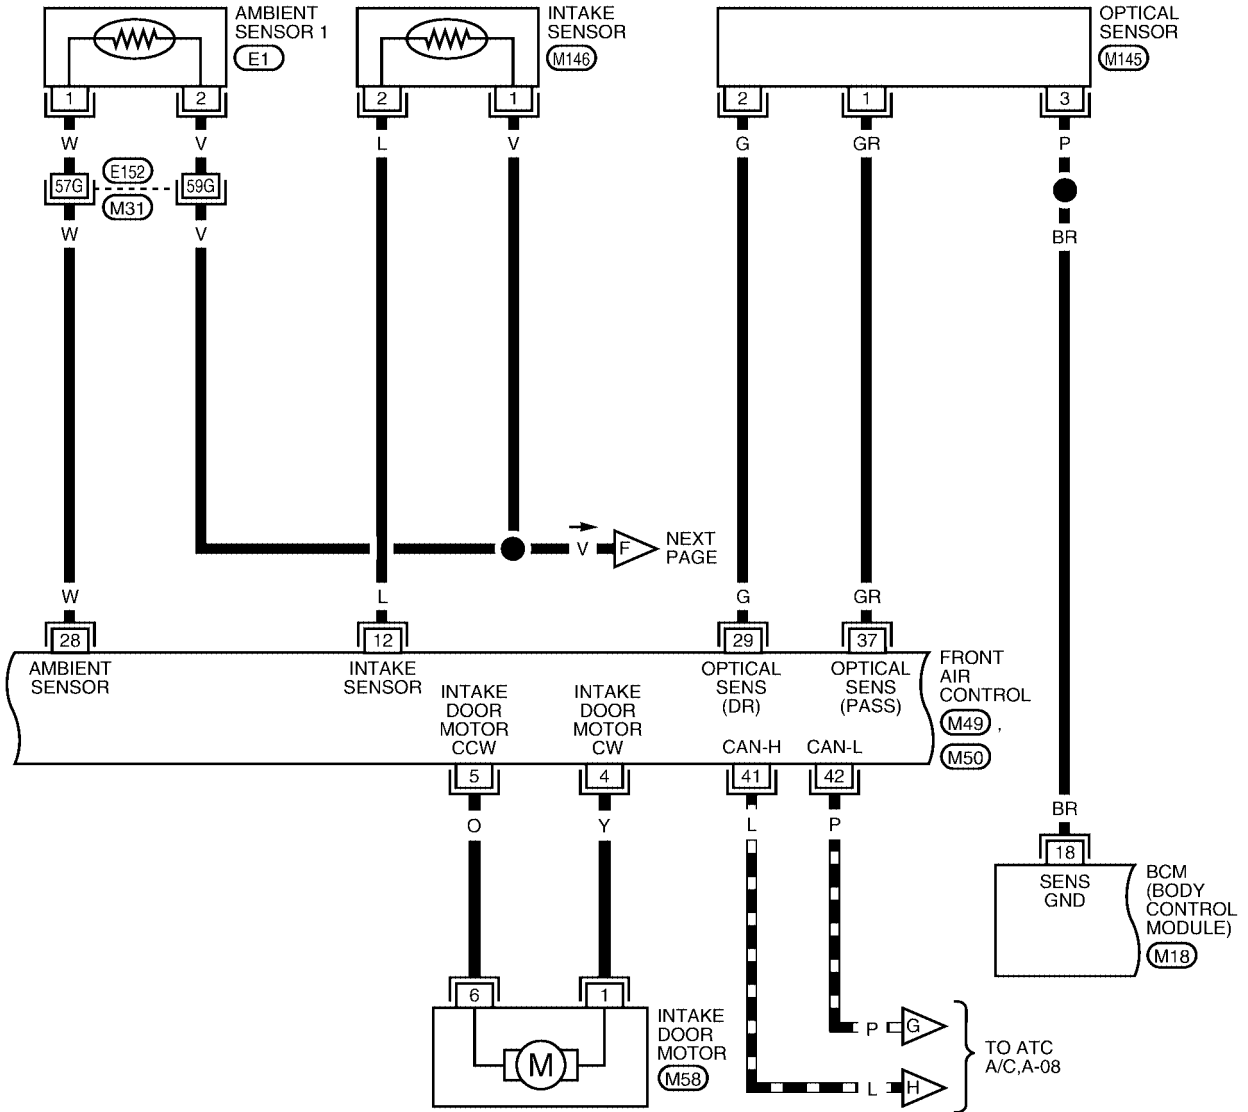 AMBIENT
SENSOR 1
E1
INTAKE
SENSOR
M146
OPTICAL
SENSOR
M145
1 2 2 1 2 1 3
W V L V G GR P
57G E152 59G
M31
W V BR
V F NEXT
PAGE
W L G GR
28 12 29 37
AMBIENT
SENSOR
INTAKE
SENSOR
OPTICAL
SENS
(DR)
OPTICAL
SENS
(PASS)
FRONT
AIR
CONTROL
M49 ,
M50
INTAKE
DOOR
MOTOR
CCW
INTAKE
DOOR
MOTOR
CW
CAN-H CAN-L
5 4 41 42
O Y L P
BR
18
SENS
GND
BCM
(BODY
CONTROL
MODULE)
M18
6 1
M
INTAKE
DOOR
MOTOR
M58
P G
L H
TO ATC
A/C,A-08